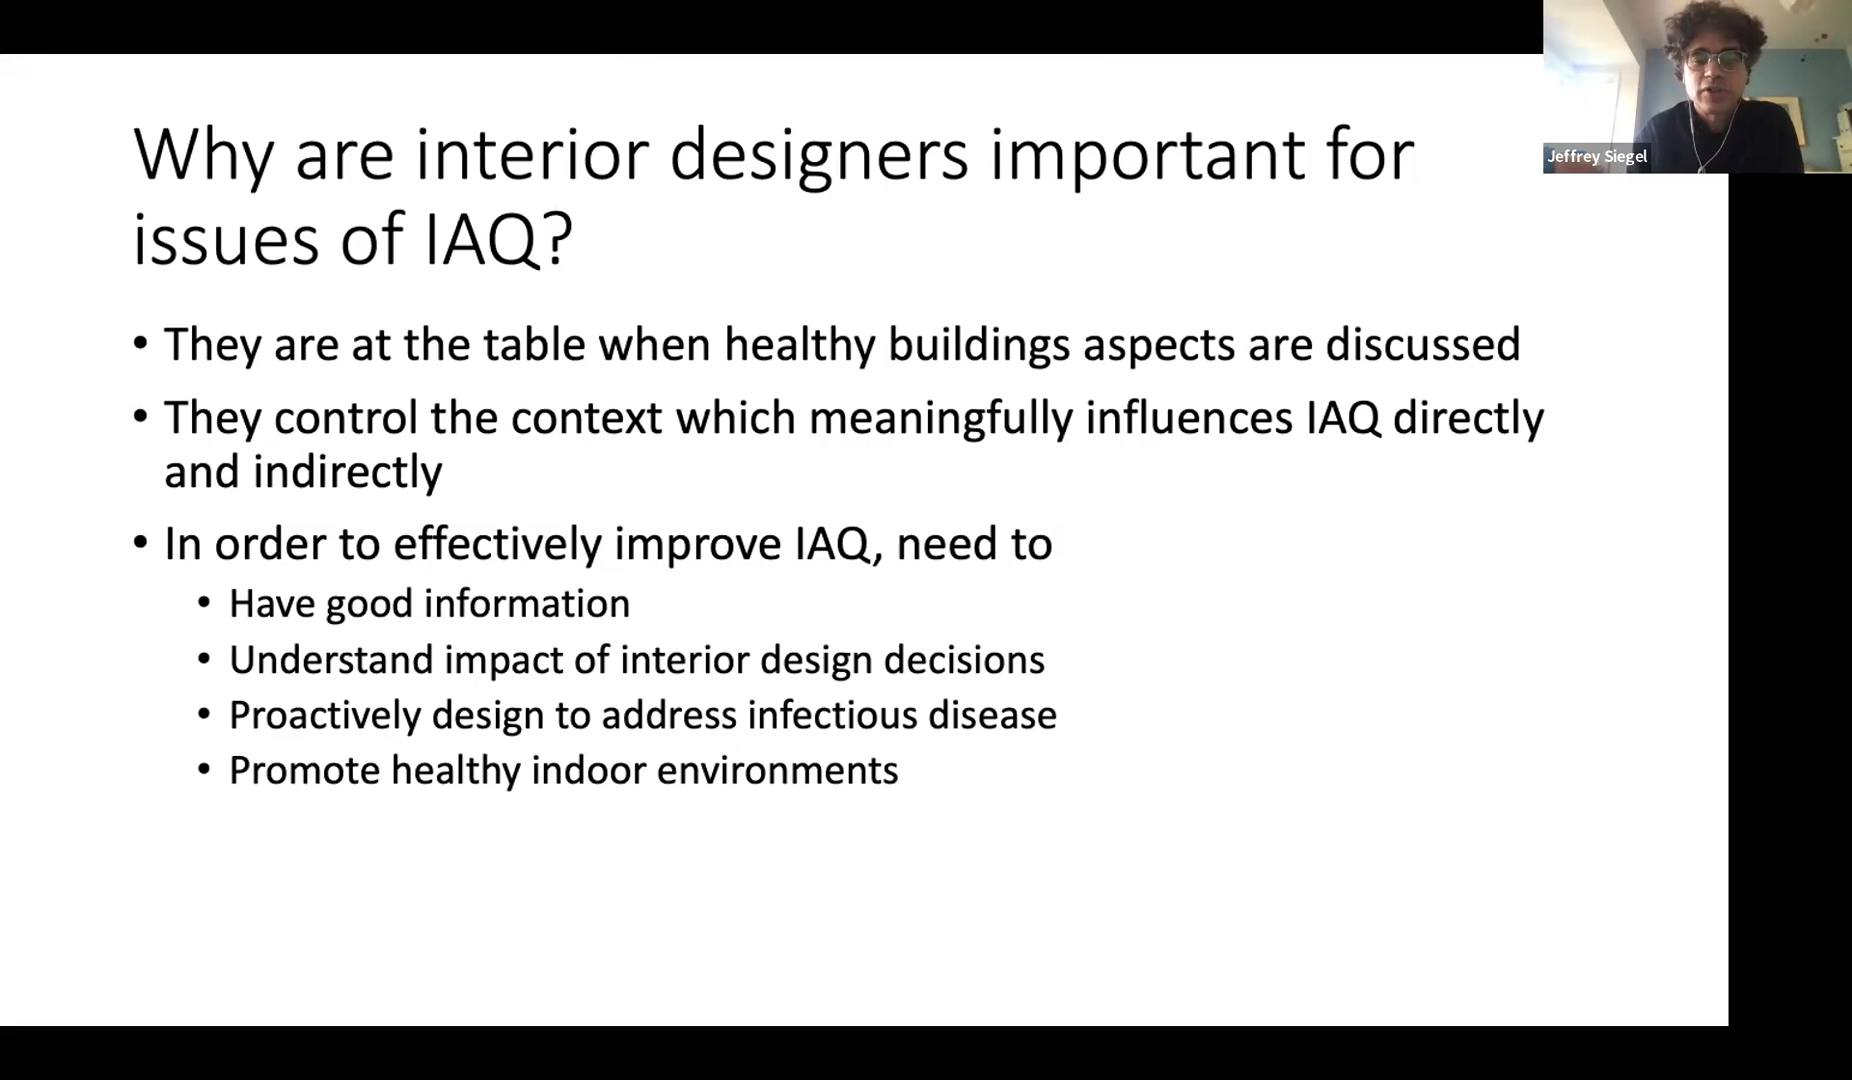 Why are interior designers important for
issues of IAQ?
• They are at the table when healthy buildings aspects are discussed
• They control the context which meaningfully influences IAQ directly
and indirectly
• In order to effectively improve IAQ, need to
• Have good information
• Understand impact of interior design decisions
• Proactively design to address infectious disease
• Promote healthy indoor environments
Jeffrey Siegel